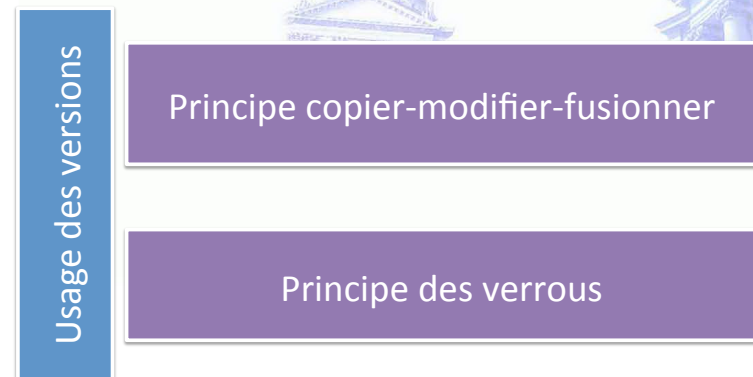 Usage des versions
Principe copier-modifier-fusionner
Principe des verrous